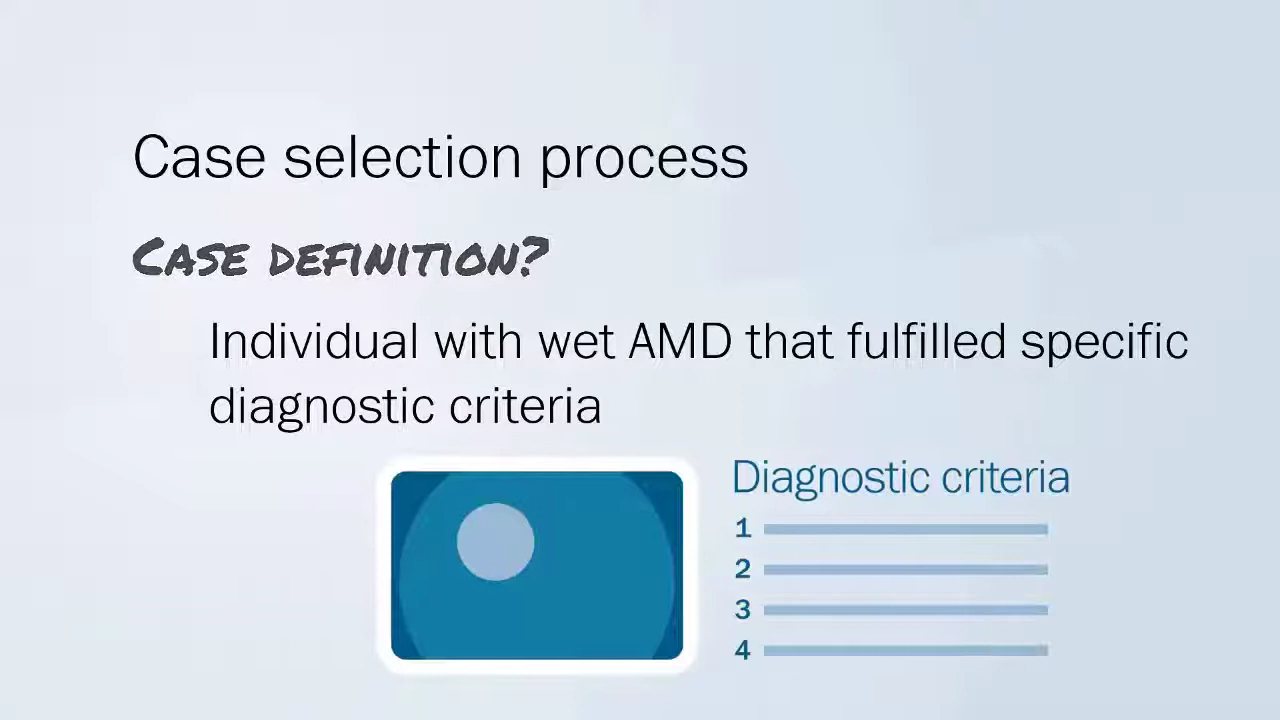 Case selection process
CASE DEFINITION?
Individual with wet AMD that fulfilled specific
diagnostic criteria
Diagnostic criteria
1
2
3
4